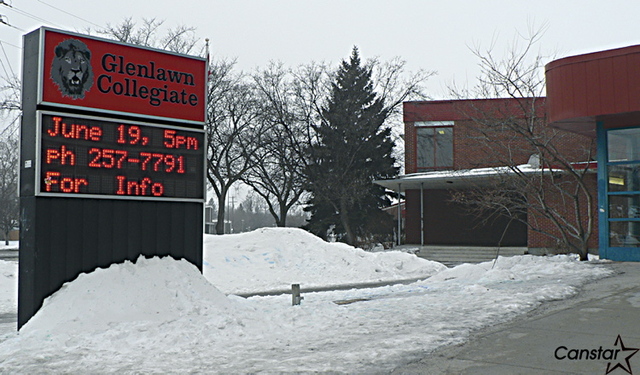 Glenlawn
Collegiate
June 19, 5pm
ph 257-7791
For Info
Canstar